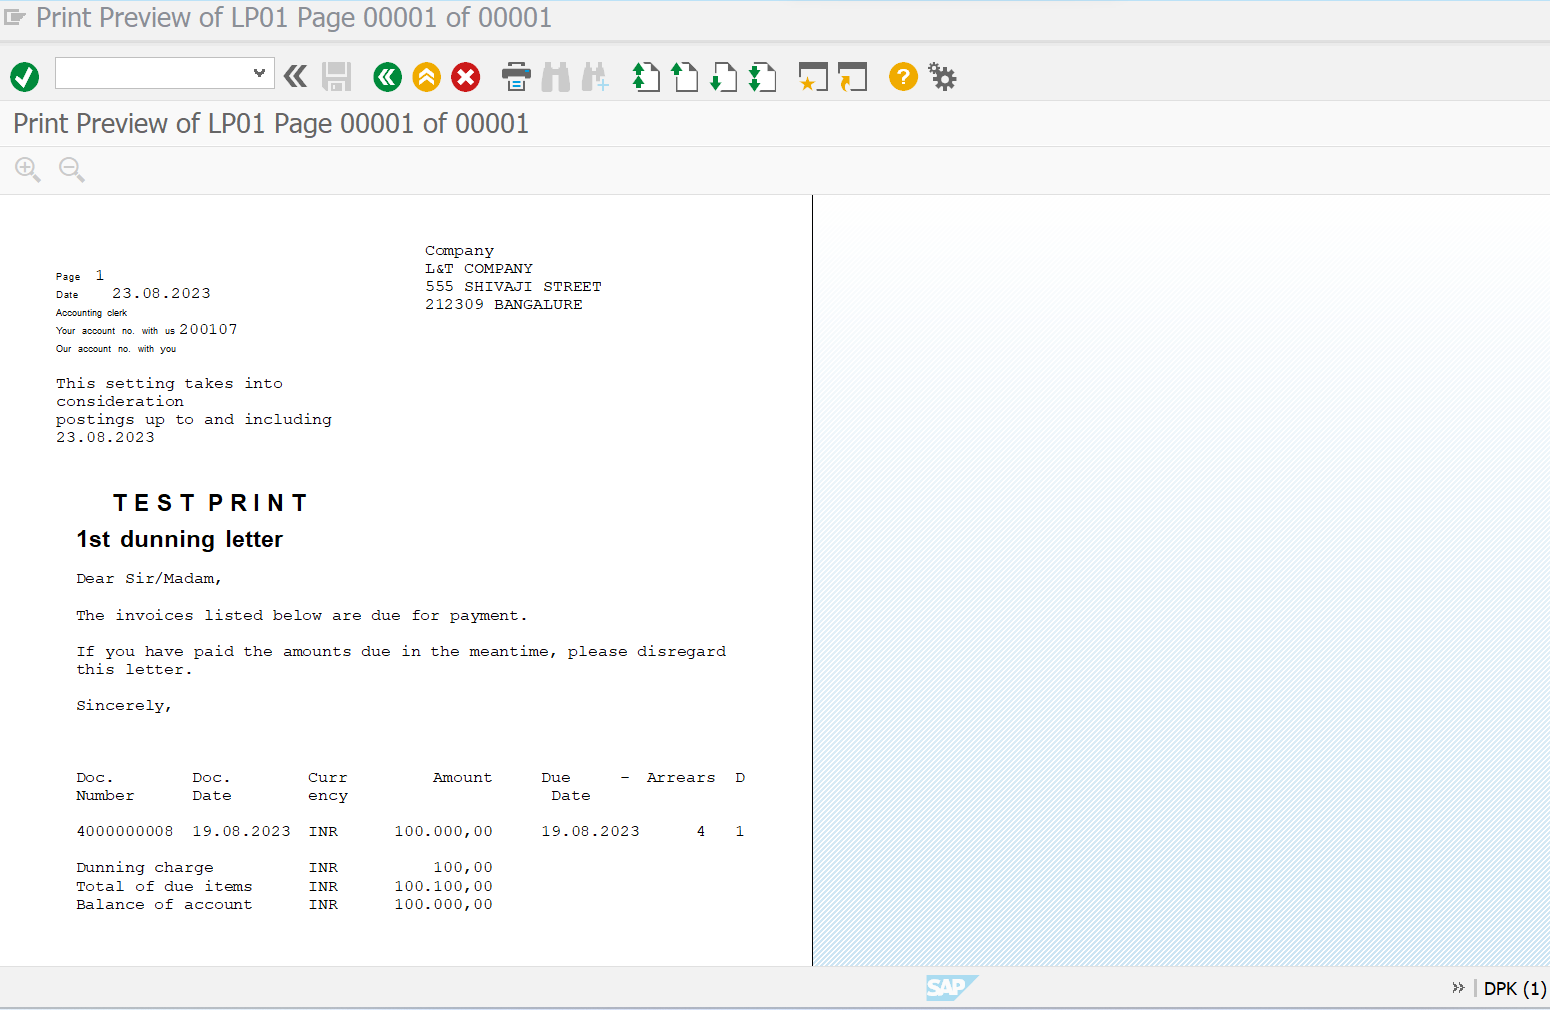 Print Preview of LP01 Page 00001 of 00001
Print Preview of LP01 Page 00001 of 00001
Company
L&T COMPANY
555 SHIVAJI STREET
212309 BANGALURE
Page 1
Date 23.08.2023
Accounting clerk
Your account no. with us 200107
Our account no. with you
This setting takes into
consideration
postings up to and including
23.08.2023
TEST PRINT
1st dunning letter
Dear Sir/Madam,
The invoices listed below are due for payment.
If you have paid the amounts due in the meantime, please disregard
this letter.
Sincerely,
Doc. Doc. Curr Amount Due - Arrears D
Number Date ency Date
4000000008 19.08.2023 INR 100.000,00 19.08.2023 4 1
Dunning charge INR 100,00
Total of due items INR 100.100,00
Balance of account INR 100.000,00
SAP
DPK (1)